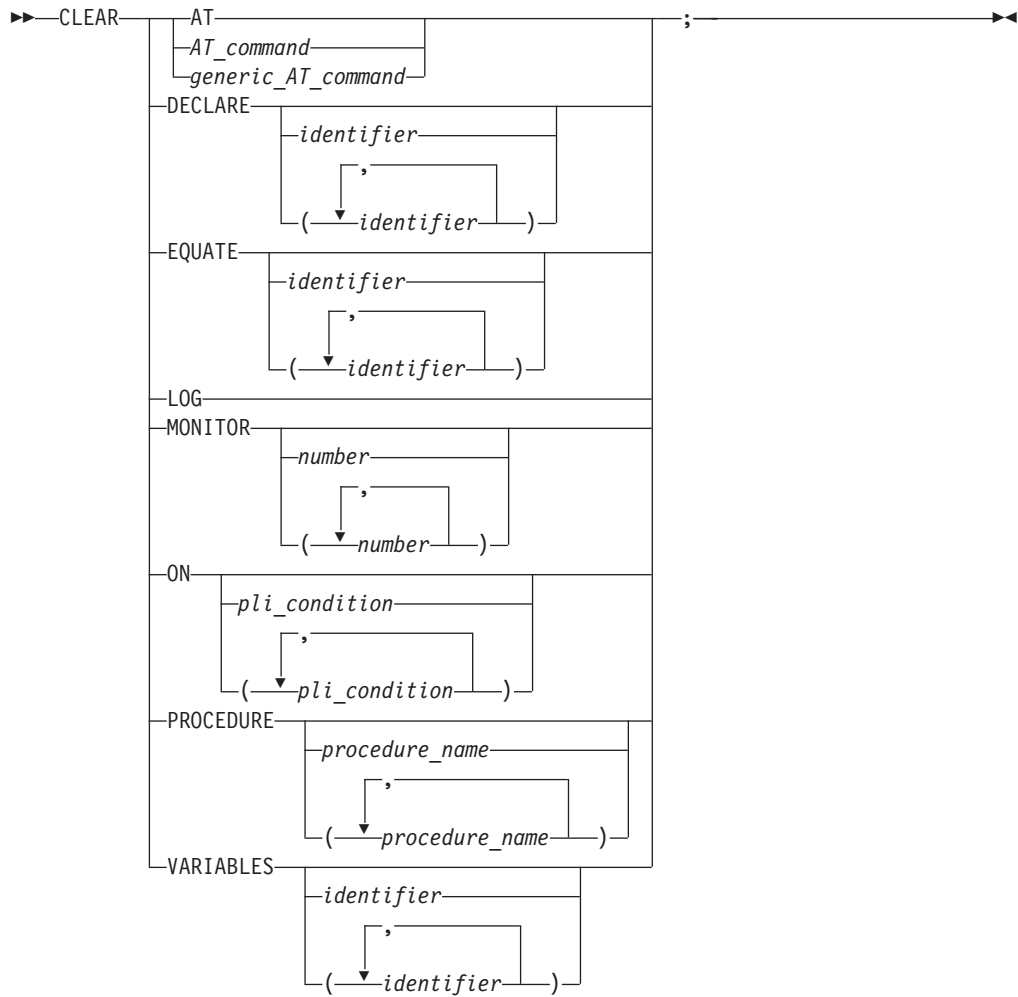 CLEAR AT ;
AT_command
generic_AT_command
DECLARE
identifier
,
( identifier )
EQUATE
identifier
,
( identifier )
LOG
MONITOR
number
,
( number )
ON
pli_condition
,
( pli_condition )
PROCEDURE
procedure_name
,
( procedure_name )
VARIABLES
identifier
,
( identifier )